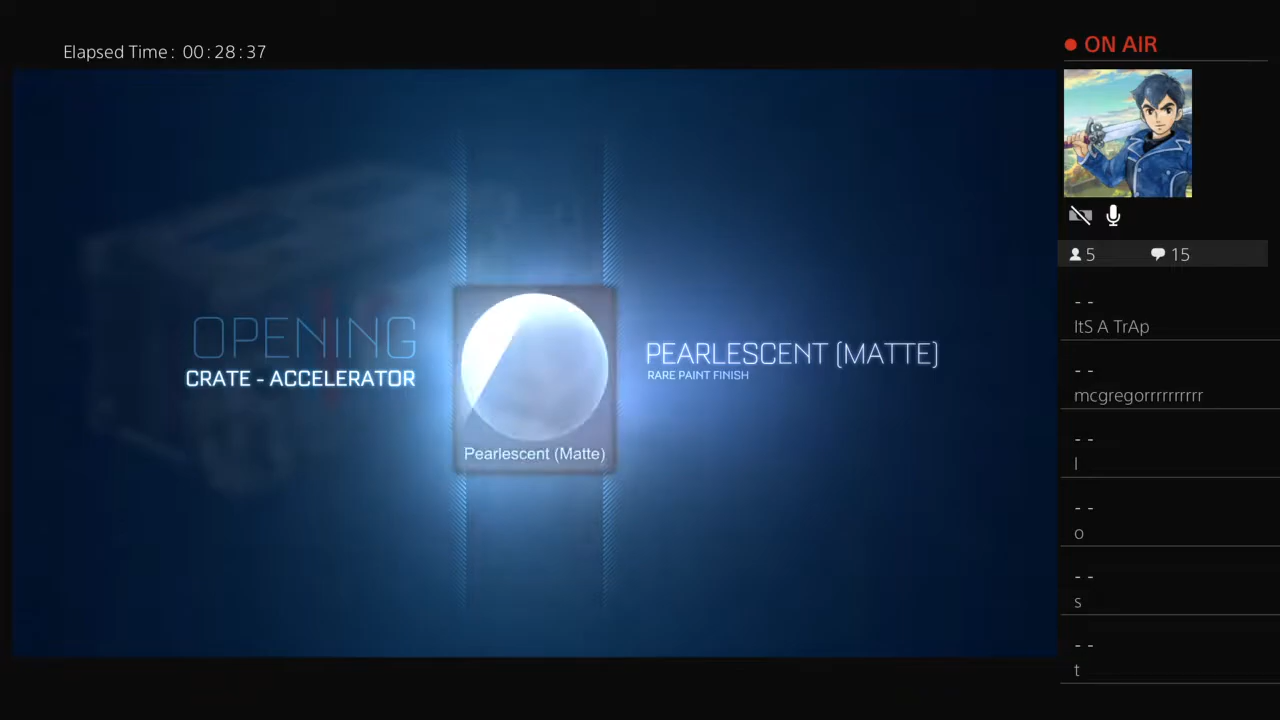 Elapsed Time: 00:28:37
ON AIR
5 15
OPENING
CRATE - ACCELERATOR
PEARLESCENT (MATTE)
RARE PAINT FINISH
Pearlescent (Matte)
- -
ItS A TrAp
- -
mcgregorrrrrrrrrr
- -
l
- -
o
- -
s
- -
t